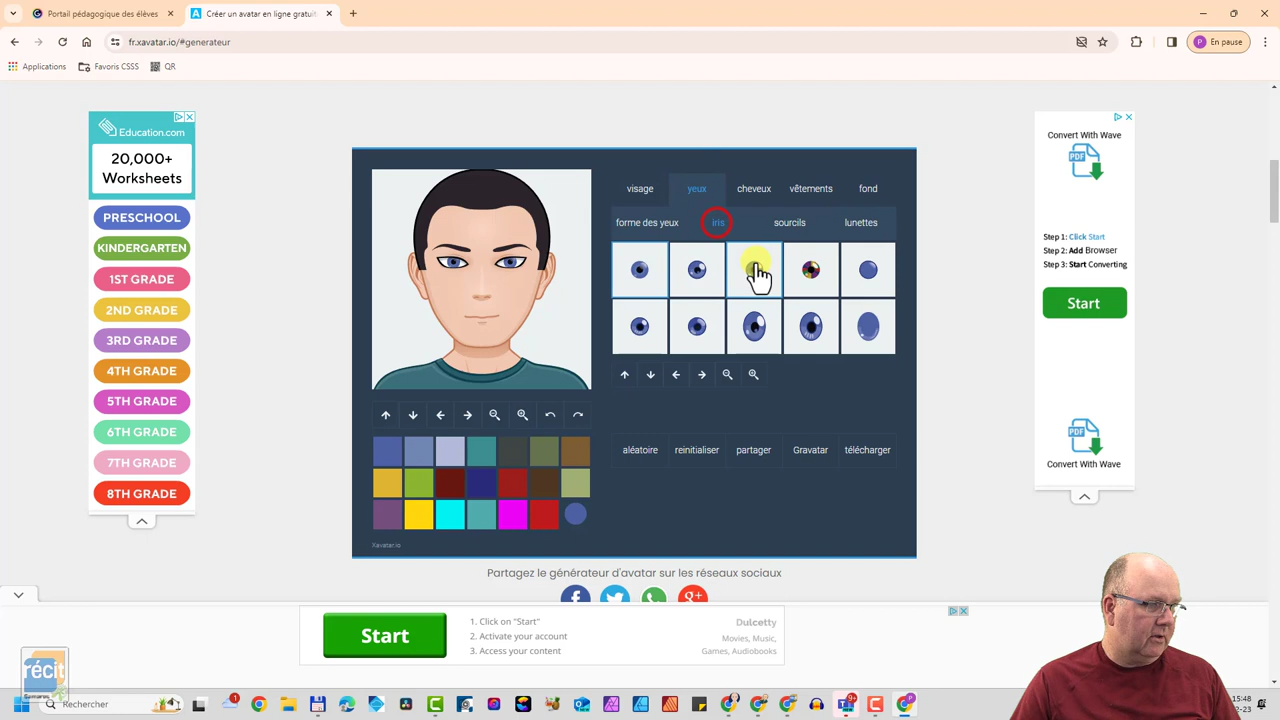 Portail pédagogique des élèves
Créer un avatar en ligne gratuit
fr.xavatar.io/#generateur
P En pause
Applications
Favoris CSSS
QR
Education.com
20,000+
Worksheets
PRESCHOOL
KINDERGARTEN
1ST GRADE
2ND GRADE
3RD GRADE
4TH GRADE
5TH GRADE
6TH GRADE
7TH GRADE
8TH GRADE
visage yeux cheveux vêtements fond
forme des yeux iris sourcils lunettes
aléatoire reinitialiser partager Gravatar télécharger
Xavatar.io
Partagez le générateur d'avatar sur les réseaux sociaux
Convert With Wave
PDF
Step 1: Click Start
Step 2: Add Browser
Step 3: Start Converting
Start
PDF
Convert With Wave
Start
1. Click on "Start"
2. Activate your account
3. Access your content
Dulcetty
Movies, Music,
Games, Audiobooks
récit
Rechercher
15:48